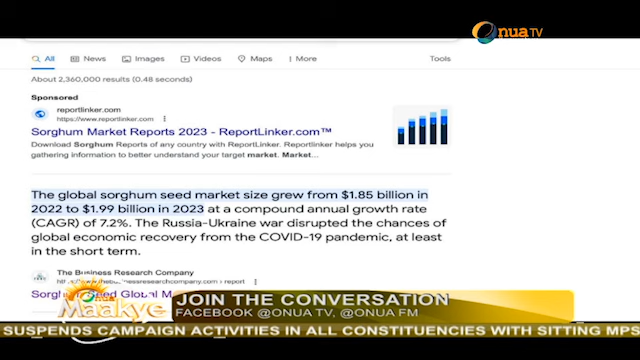 Onua TV
All
News
Images
Videos
Maps
More
Tools
About 2,360,000 results (0.48 seconds)
Sponsored
reportlinker.com
https://www.reportlinker.com
Sorghum Market Reports 2023 - ReportLinker.com™
Download Sorghum Reports of any country with Reportlinker. Reportlinker helps you
gathering information to better understand your target market. Market...
The global sorghum seed market size grew from $1.85 billion in
2022 to $1.99 billion in 2023 at a compound annual growth rate
(CAGR) of 7.2%. The Russia-Ukraine war disrupted the chances of
global economic recovery from the COVID-19 pandemic, at least
in the short term.
The Business Research Company
› report
Seed Global
Onua
Maakye
JOIN THE CONVERSATION
FACEBOOK @ONUA TV, @ONUA FM
SUSPENDS CAMPAIGN ACTIVITIES IN ALL CONSTITUENCIES WITH SITTING MPS